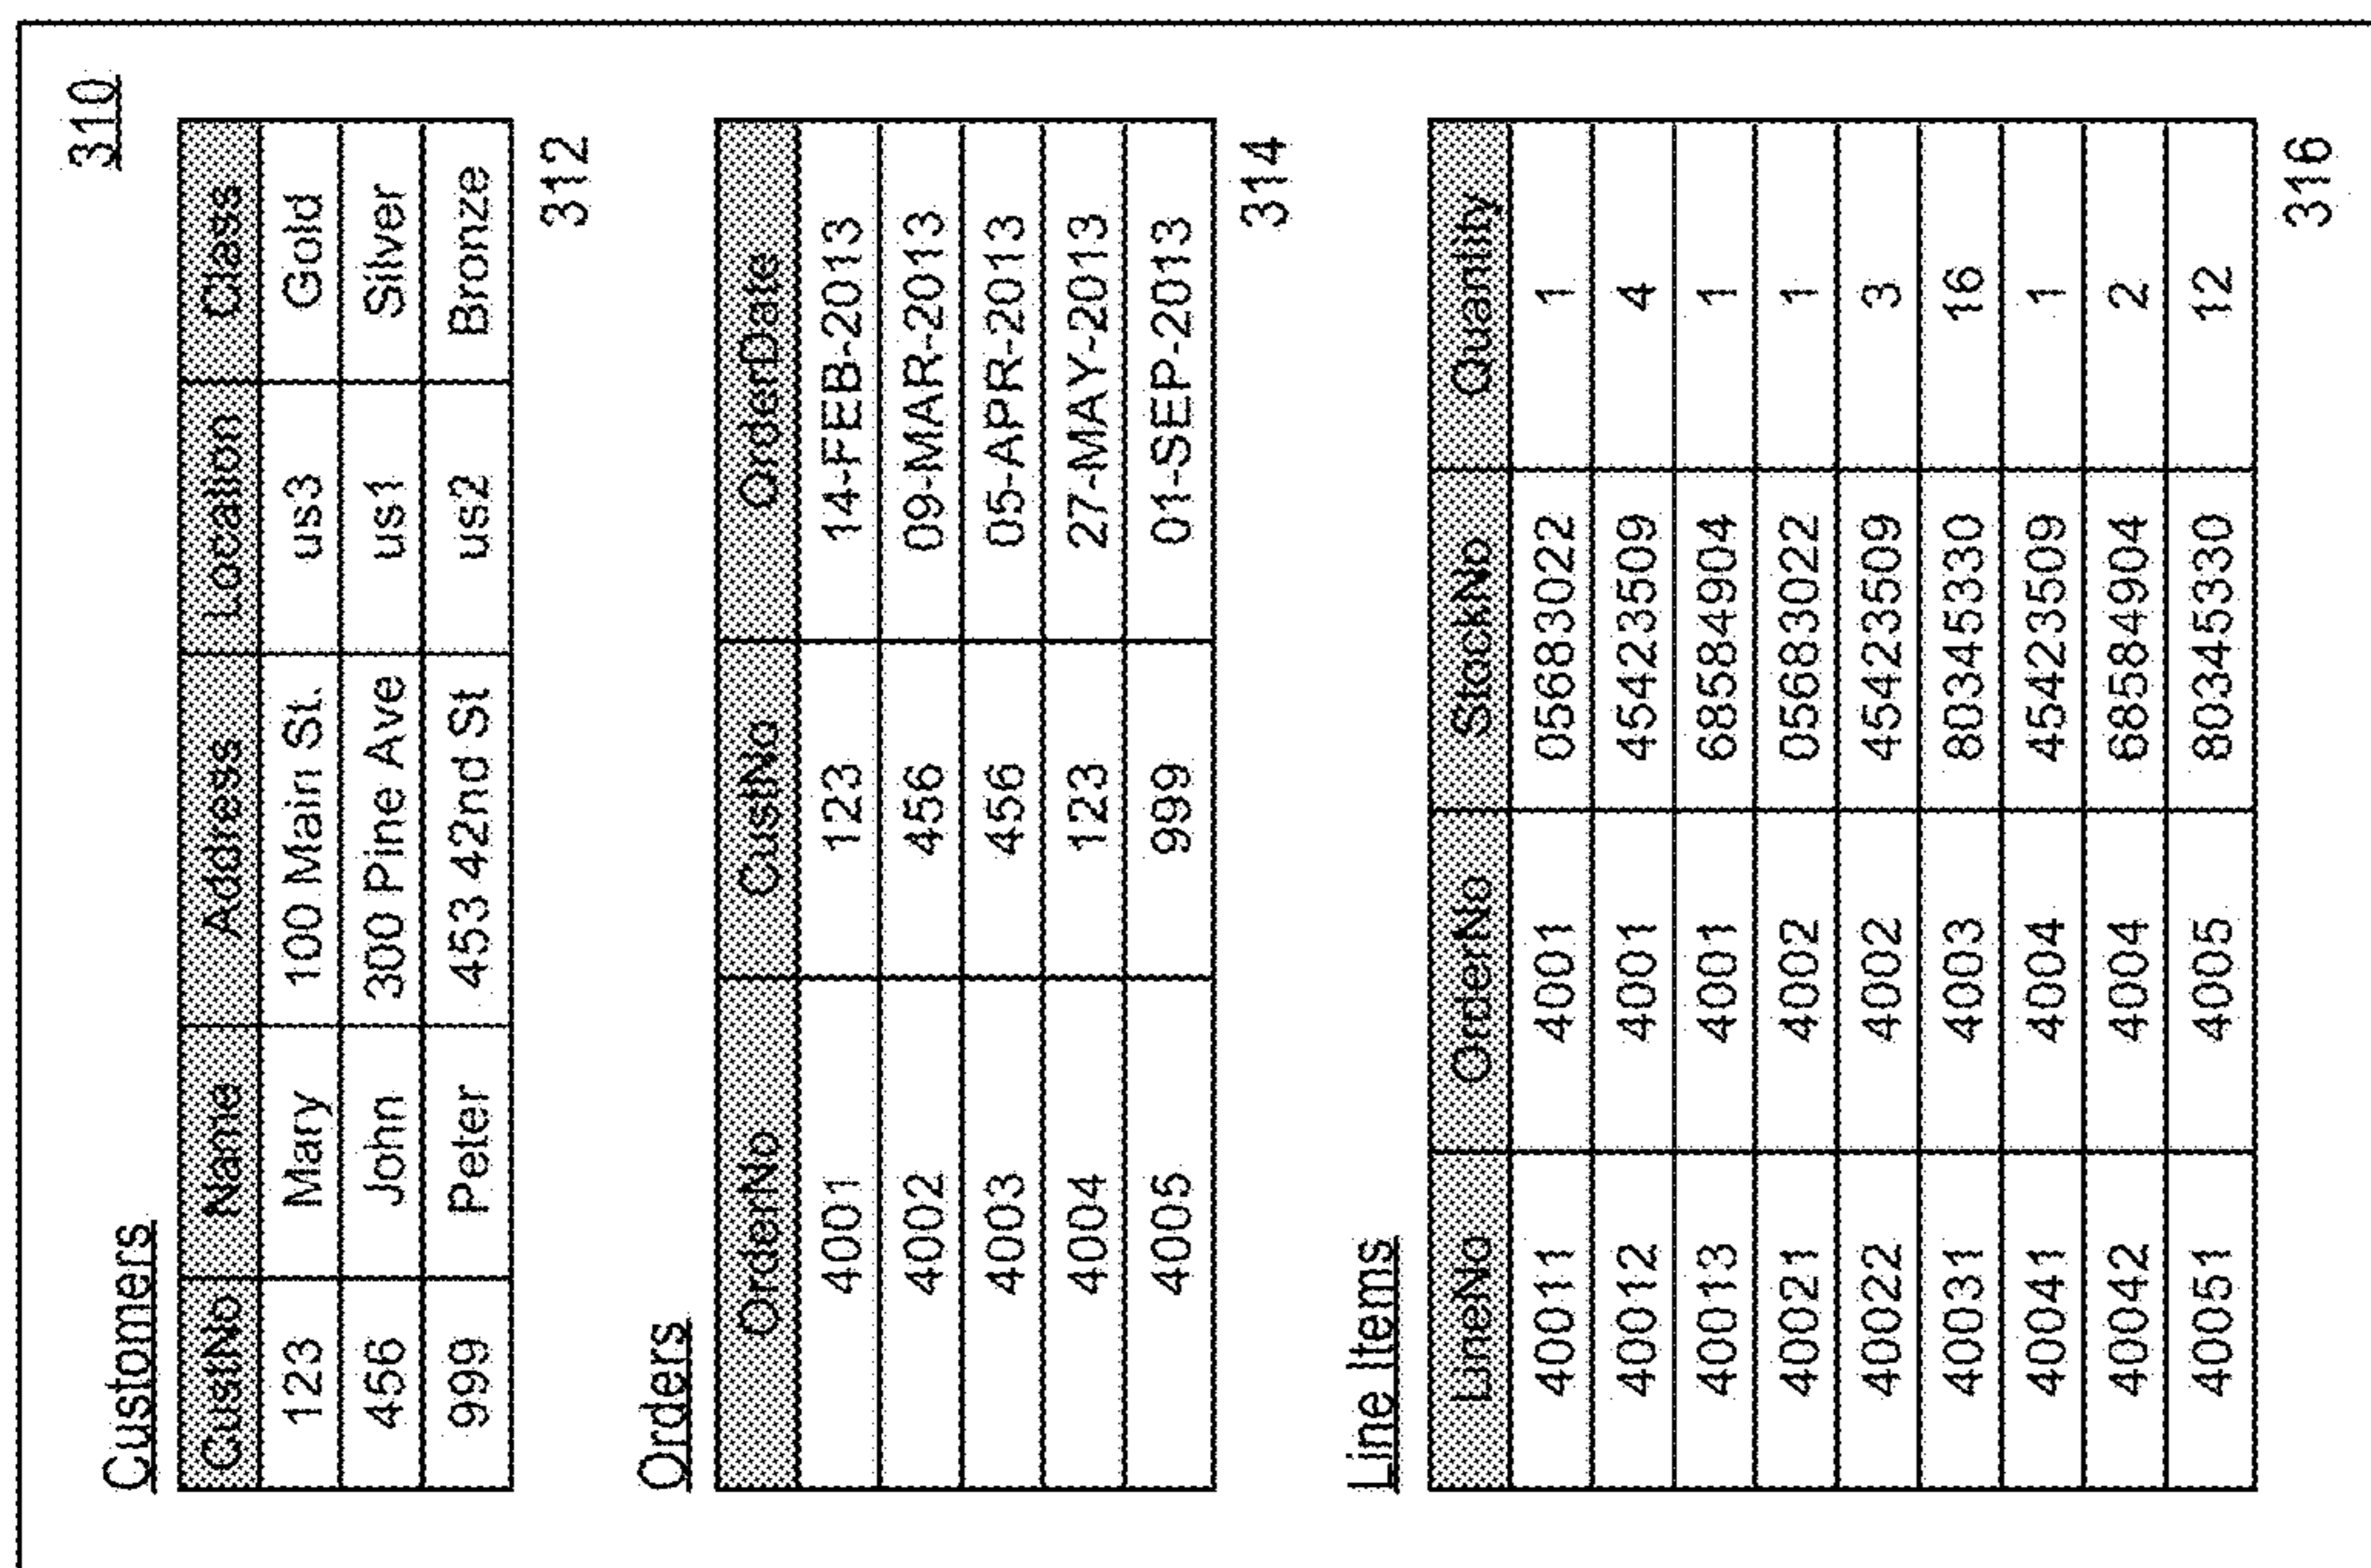 310
Customers
CustNo Name Address Location Class
123 Mary 100 Main St. us3 Gold
456 John 300 Pine Ave us1 Silver
999 Peter 453 42nd St us2 Bronze
312
Orders
OrderNo CustNo OrderDate
4001 123 14-FEB-2013
4002 456 09-MAR-2013
4003 456 05-APR-2013
4004 123 27-MAY-2013
4005 999 01-SEP-2013
314
Line Items
LineNo OrderNo StockNo Quantity
40011 4001 05683022 1
40012 4001 45423509 4
40013 4001 68584904 1
40021 4002 05683022 1
40022 4002 45423509 3
40031 4003 80345330 16
40041 4004 45423509 1
40042 4004 68584904 2
40051 4005 80345330 12
316